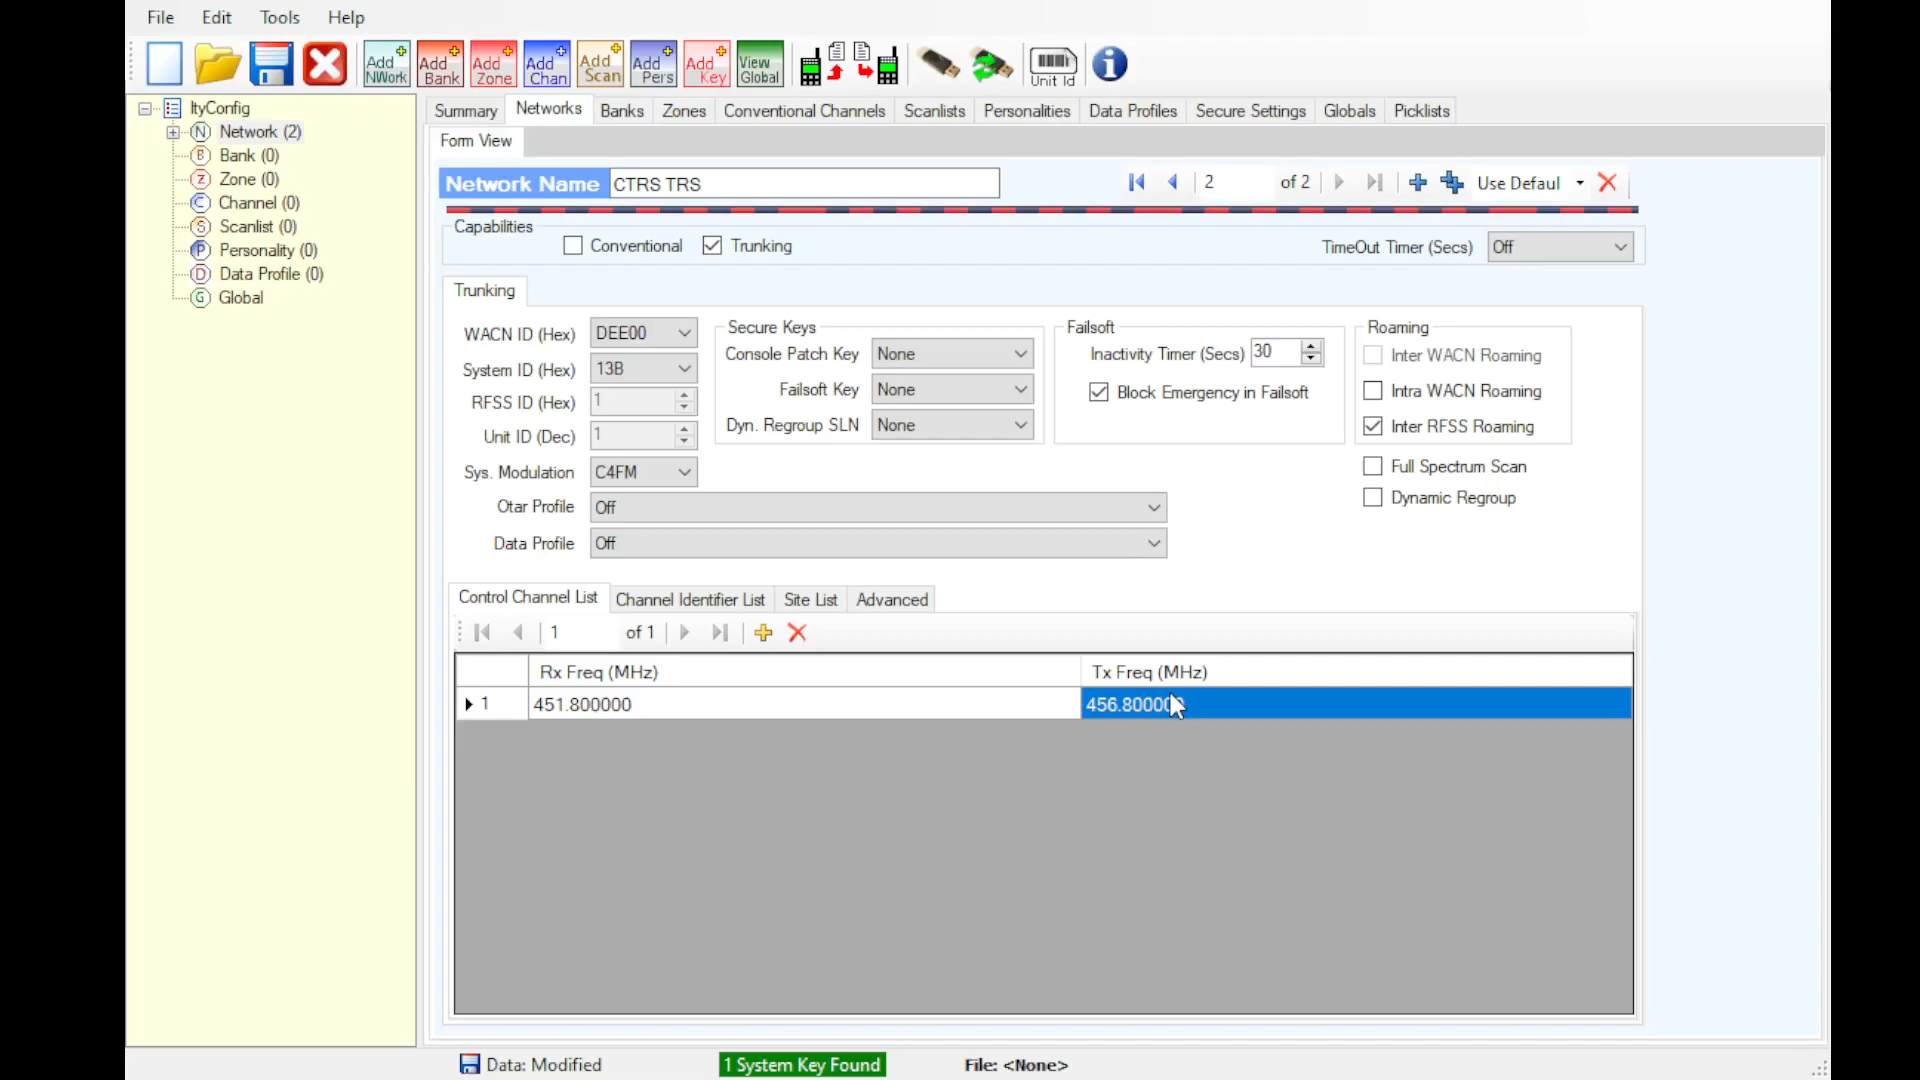 File Edit Tools Help
Add NWork
Add Bank
Add Zone
Add Chan
Add Scan
Add Pers
Add Key
View Global
Unit Id
ltyConfig
Network (2)
Bank (0)
Zone (0)
Channel (0)
Scanlist (0)
Personality (0)
Data Profile (0)
Global
Summary Networks Banks Zones Conventional Channels Scanlists Personalities Data Profiles Secure Settings Globals Picklists
Form View
Network Name CTRS TRS 2 of 2 Use Defaul
Capabilities
Conventional Trunking TimeOut Timer (Secs) Off
Trunking
WACN ID (Hex) DEE00
System ID (Hex) 13B
RFSS ID (Hex) 1
Unit ID (Dec) 1
Sys. Modulation C4FM
Otar Profile Off
Data Profile Off
Secure Keys
Console Patch Key None
Failsoft Key None
Dyn. Regroup SLN None
Failsoft
Inactivity Timer (Secs) 30
Block Emergency in Failsoft
Roaming
Inter WACN Roaming
Intra WACN Roaming
Inter RFSS Roaming
Full Spectrum Scan
Dynamic Regroup
Control Channel List Channel Identifier List Site List Advanced
1 of 1
Rx Freq (MHz) Tx Freq (MHz)
1 451.800000 456.800000
Data: Modified 1 System Key Found File: <None>